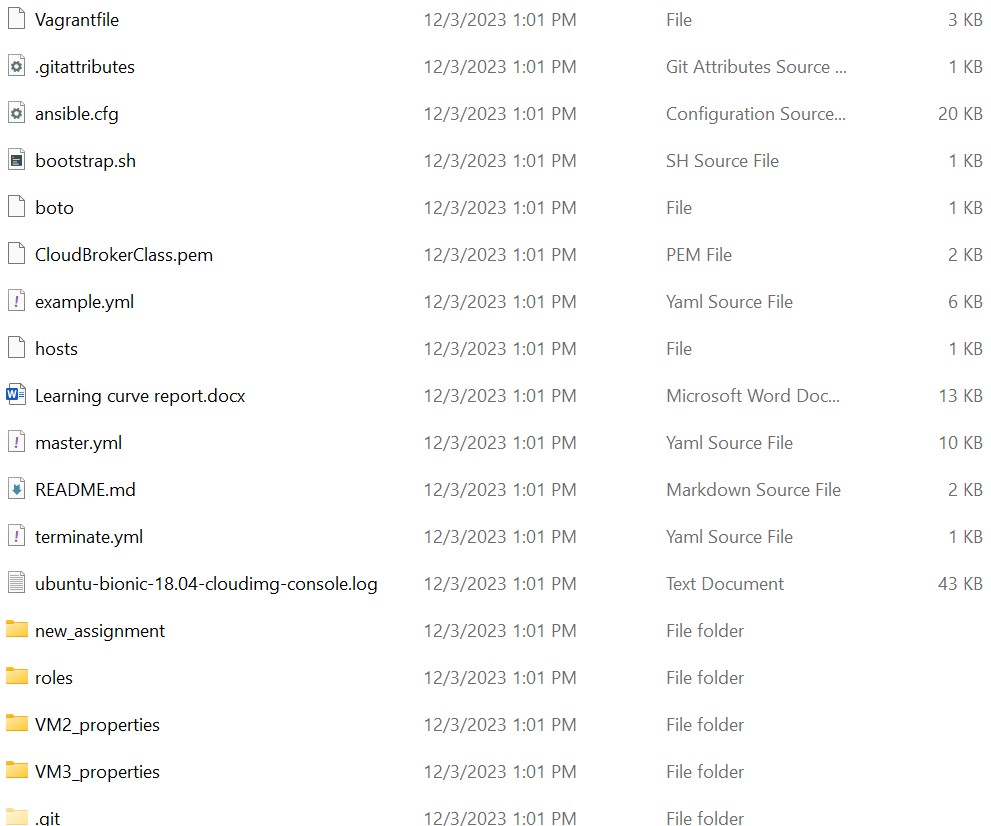 Vagrantfile 12/3/2023 1:01 PM File 3 KB
.gitattributes 12/3/2023 1:01 PM Git Attributes Source ... 1 KB
ansible.cfg 12/3/2023 1:01 PM Configuration Source... 20 KB
bootstrap.sh 12/3/2023 1:01 PM SH Source File 1 KB
boto 12/3/2023 1:01 PM File 1 KB
CloudBrokerClass.pem 12/3/2023 1:01 PM PEM File 2 KB
example.yml 12/3/2023 1:01 PM Yaml Source File 6 KB
hosts 12/3/2023 1:01 PM File 1 KB
Learning curve report.docx 12/3/2023 1:01 PM Microsoft Word Doc... 13 KB
master.yml 12/3/2023 1:01 PM Yaml Source File 10 KB
README.md 12/3/2023 1:01 PM Markdown Source File 2 KB
terminate.yml 12/3/2023 1:01 PM Yaml Source File 1 KB
ubuntu-bionic-18.04-cloudimg-console.log 12/3/2023 1:01 PM Text Document 43 KB
new_assignment 12/3/2023 1:01 PM File folder
roles 12/3/2023 1:01 PM File folder
VM2_properties 12/3/2023 1:01 PM File folder
VM3_properties 12/3/2023 1:01 PM File folder
.git 12/3/2023 1:01 PM File folder